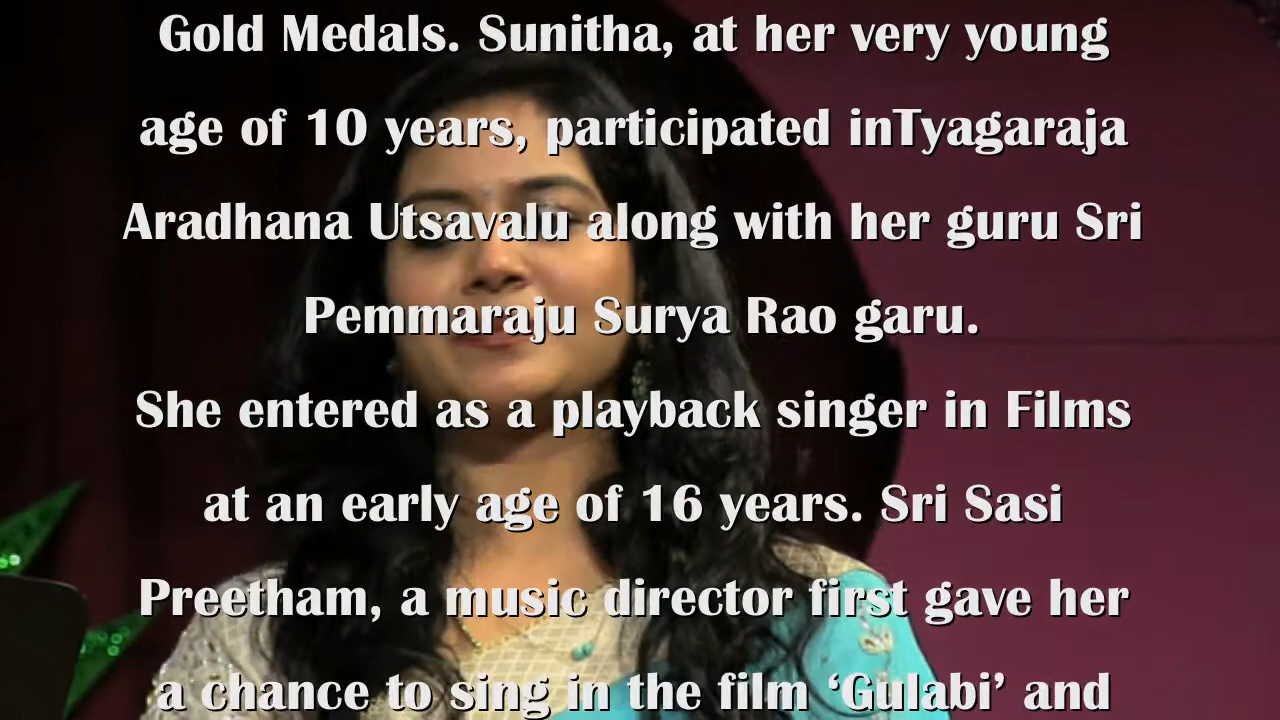 Gold Medals. Sunitha, at her very young
age of 10 years, participated inTyagaraja
Aradhana Utsavalu along with her guru Sri
Pemmaraju Surya Rao garu.
She entered as a playback singer in Films
at an early age of 16 years. Sri Sasi
Preetham, a music director first gave her
a chance to sing in the film ‘Gulabi’ and